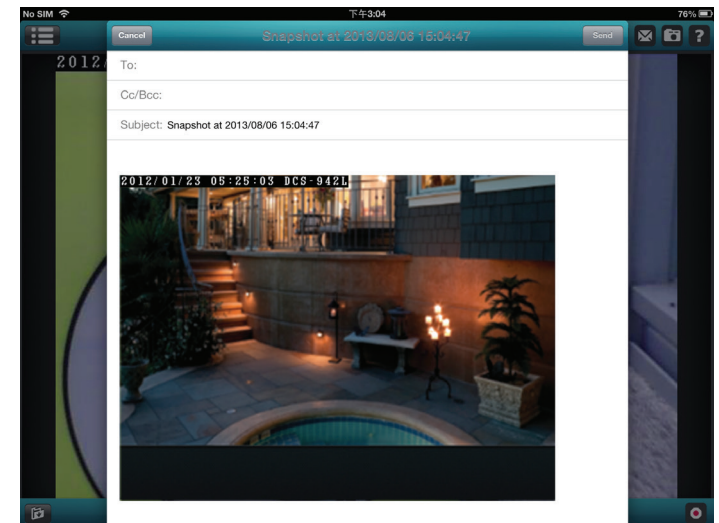 No SIM 下午3:04 76%
Cancel Snapshot at 2013/08/06 15:04:47 Send ?
2012/
To:
Cc/Bcc:
Subject: Snapshot at 2013/08/06 15:04:47
2012/01/23 05:25:03 DCS-942L